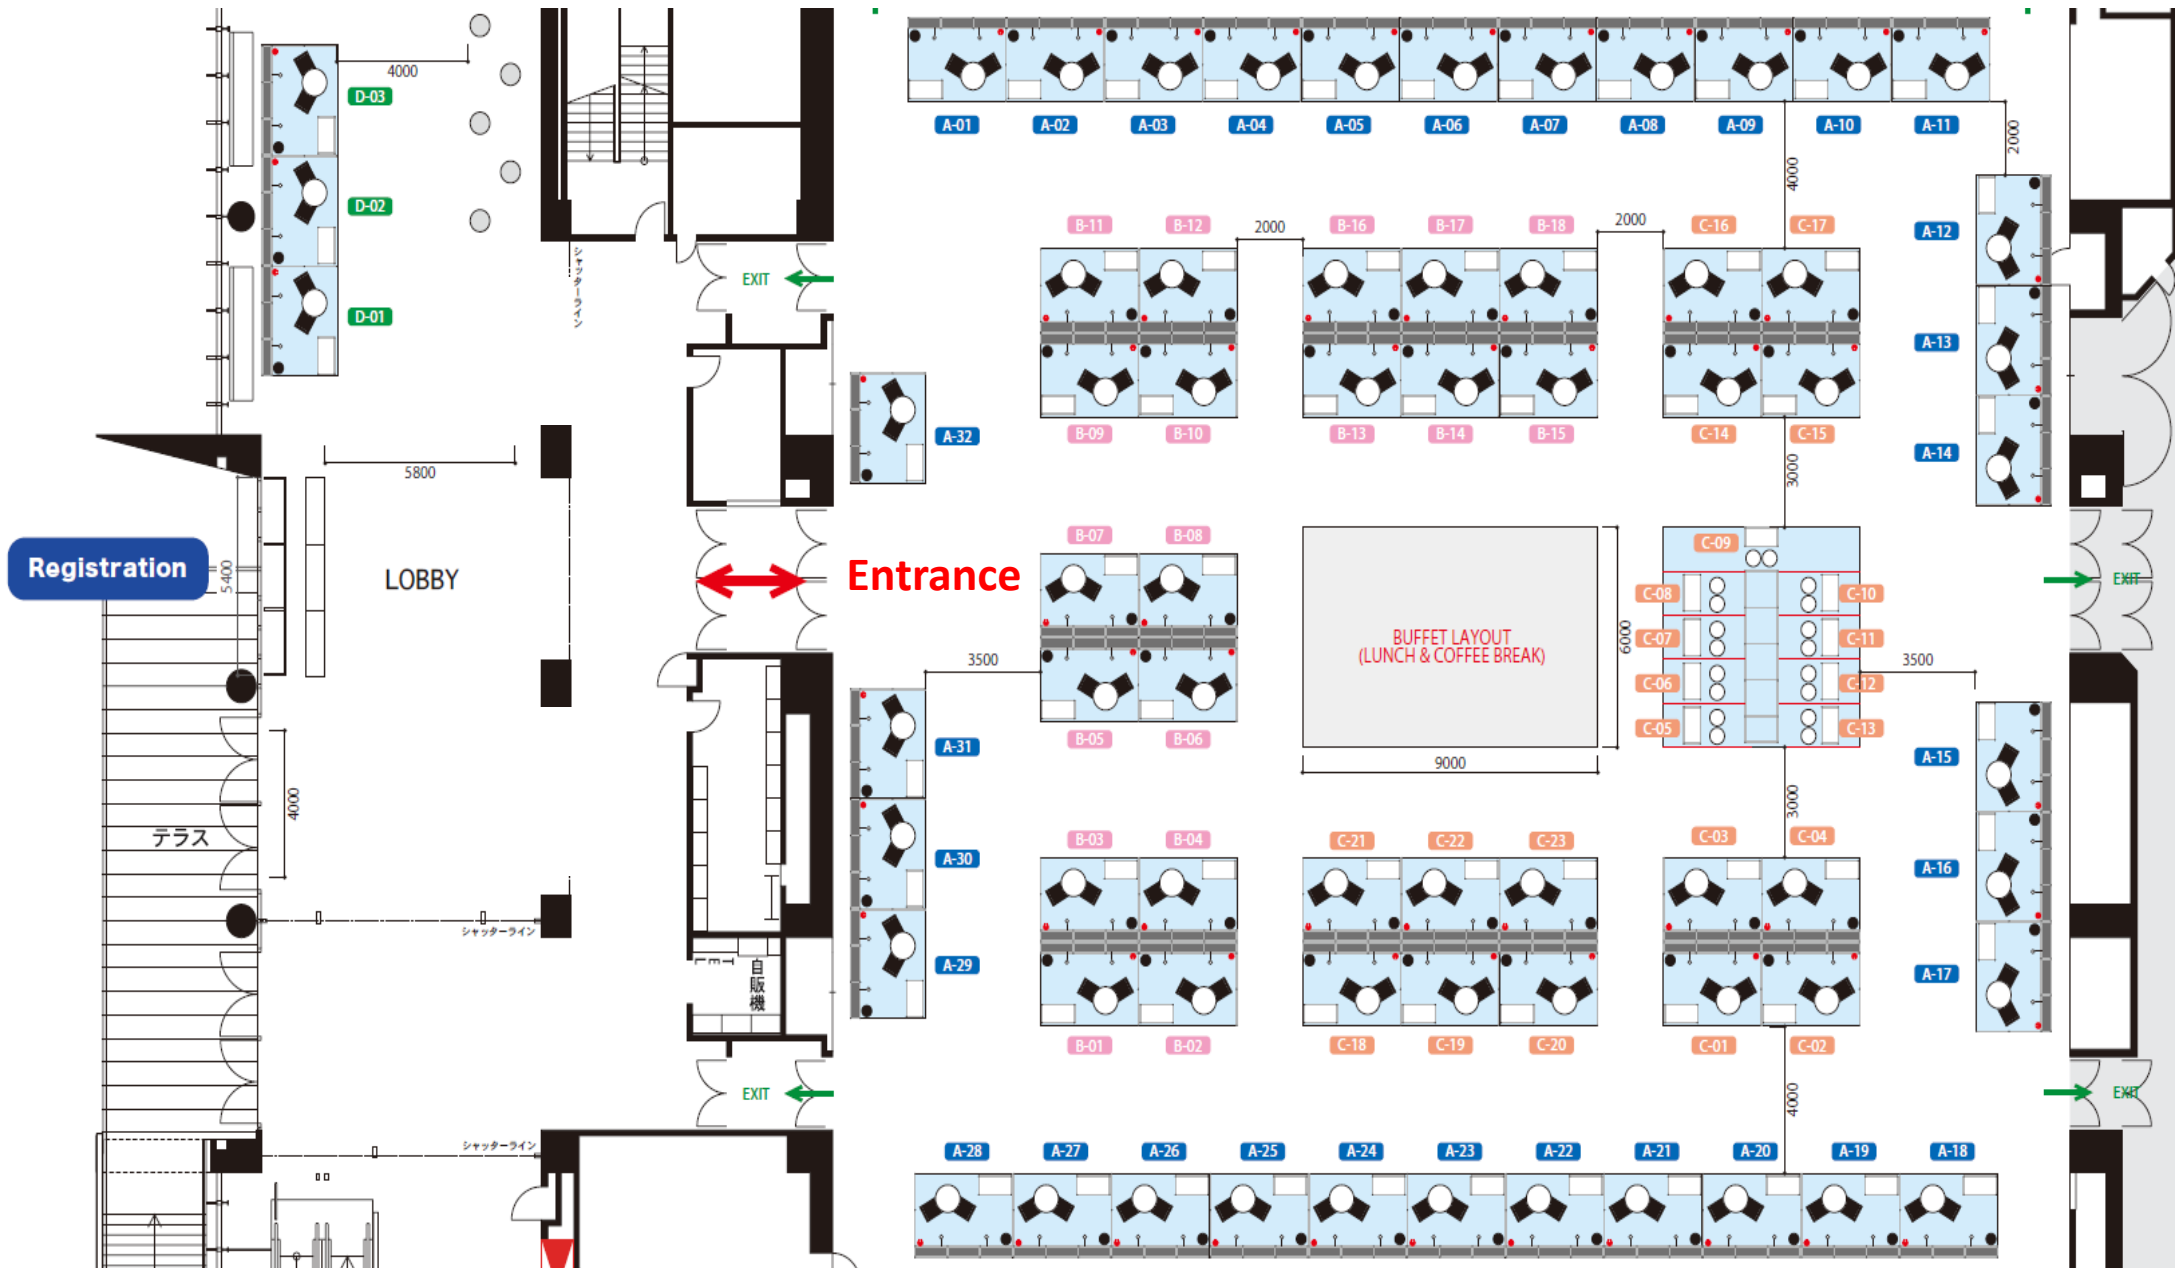 4000
D-03
D-02
D-01
シャッターライン
EXIT
A-01
A-02
A-03
A-04
A-05
A-06
A-07
A-08
A-09
A-10
A-11
4000
2000
B-11
B-12
2000
B-16
B-17
B-18
2000
C-16
C-17
A-12
A-13
A-14
A-32
B-09
B-10
B-13
B-14
B-15
C-14
C-15
3000
5800
Registration
5400
LOBBY
Entrance
B-07
B-08
BUFFET LAYOUT
(LUNCH & COFFEE BREAK)
6000
9000
C-09
C-08
C-10
C-07
C-11
C-06
C-12
C-05
C-13
3500
EXIT
3500
B-05
B-06
A-31
A-30
A-29
4000
テラス
シャッターライン
TEL
自販機
B-03
B-04
C-21
C-22
C-23
3000
C-03
C-04
A-15
A-16
A-17
B-01
B-02
C-18
C-19
C-20
C-01
C-02
EXIT
4000
EXIT
シャッターライン
A-28
A-27
A-26
A-25
A-24
A-23
A-22
A-21
A-20
A-19
A-18